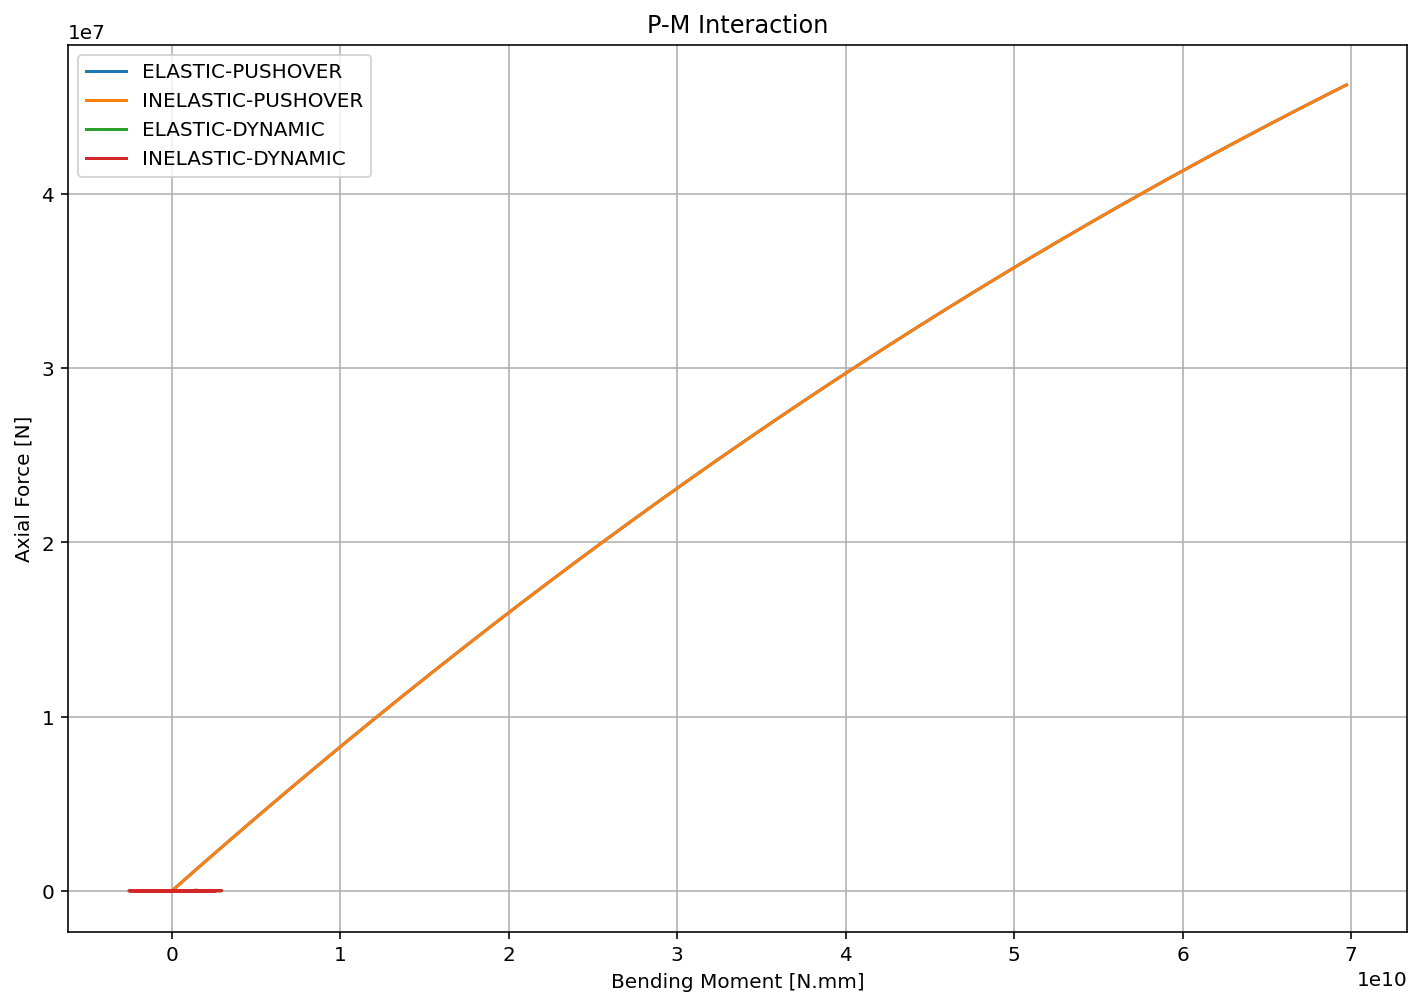 P-M Interaction
1e7
ELASTIC-PUSHOVER
INELASTIC-PUSHOVER
ELASTIC-DYNAMIC
INELASTIC-DYNAMIC
4
3
2
1
0
Axial Force [N]
0 1 2 3 4 5 6 7
1e10
Bending Moment [N.mm]